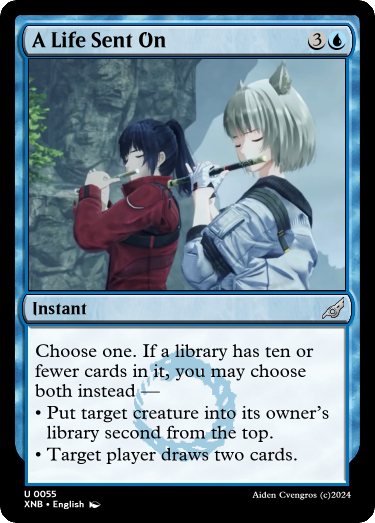 A Life Sent On 3
Instant
Choose one. If a library has ten or
fewer cards in it, you may choose
both instead —
• Put target creature into its owner's
library second from the top.
• Target player draws two cards.
U 0055
XNB • English Aiden Cvengros (c)2024